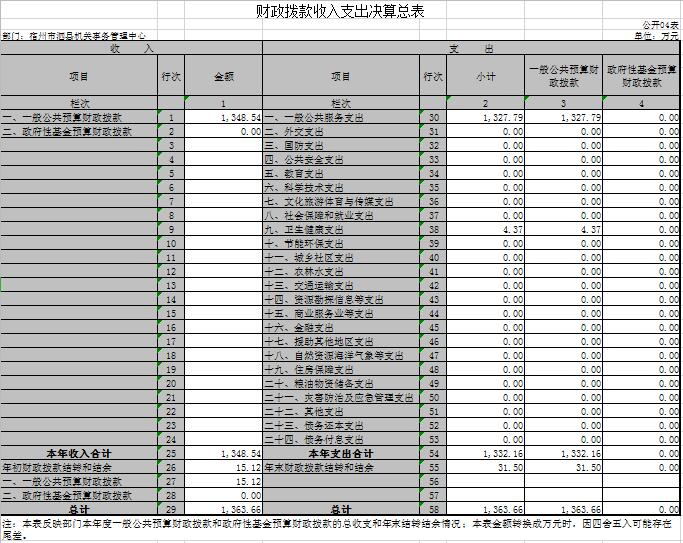 财政拨款收入支出决算总表
公开04表
部门：宿州市泗县机关事务管理中心 单位：万元
收 入 支 出
项目 行次 金额 项目 行次 小计 一般公共预算财政拨款 政府性基金预算财政拨款
栏次 1 栏次 2 3 4
一、一般公共预算财政拨款 1 1,348.54 一、一般公共服务支出 30 1,327.79 1,327.79 0.00
二、政府性基金预算财政拨款 2 0.00 二、外交支出 31 0.00 0.00 0.00
3 三、国防支出 32 0.00 0.00 0.00
4 四、公共安全支出 33 0.00 0.00 0.00
5 五、教育支出 34 0.00 0.00 0.00
6 六、科学技术支出 35 0.00 0.00 0.00
7 七、文化旅游体育与传媒支出 36 0.00 0.00 0.00
8 八、社会保障和就业支出 37 0.00 0.00 0.00
9 九、卫生健康支出 38 4.37 4.37 0.00
10 十、节能环保支出 39 0.00 0.00 0.00
11 十一、城乡社区支出 40 0.00 0.00 0.00
12 十二、农林水支出 41 0.00 0.00 0.00
13 十三、交通运输支出 42 0.00 0.00 0.00
14 十四、资源勘探信息等支出 43 0.00 0.00 0.00
15 十五、商业服务业等支出 44 0.00 0.00 0.00
16 十六、金融支出 45 0.00 0.00 0.00
17 十七、援助其他地区支出 46 0.00 0.00 0.00
18 十八、自然资源海洋气象等支出 47 0.00 0.00 0.00
19 十九、住房保障支出 48 0.00 0.00 0.00
20 二十、粮油物资储备支出 49 0.00 0.00 0.00
21 二十一、灾害防治及应急管理支出 50 0.00 0.00 0.00
22 二十二、其他支出 51 0.00 0.00 0.00
23 二十三、债务还本支出 52 0.00 0.00 0.00
24 二十四、债务付息支出 53 0.00 0.00 0.00
本年收入合计 25 1,348.54 本年支出合计 54 1,332.16 1,332.16 0.00
年初财政拨款结转和结余 26 15.12 年末财政拨款结转和结余 55 31.50 31.50 0.00
一、一般公共预算财政拨款 27 15.12 56
二、政府性基金预算财政拨款 28 0.00 57
总计 29 1,363.66 总计 58 1,363.66 1,363.66 0.00
注：本表反映部门本年度一般公共预算财政拨款和政府性基金预算财政拨款的总收支和年末结转结余情况；本表金额转换成万元时，因四舍五入可能存在
尾差。